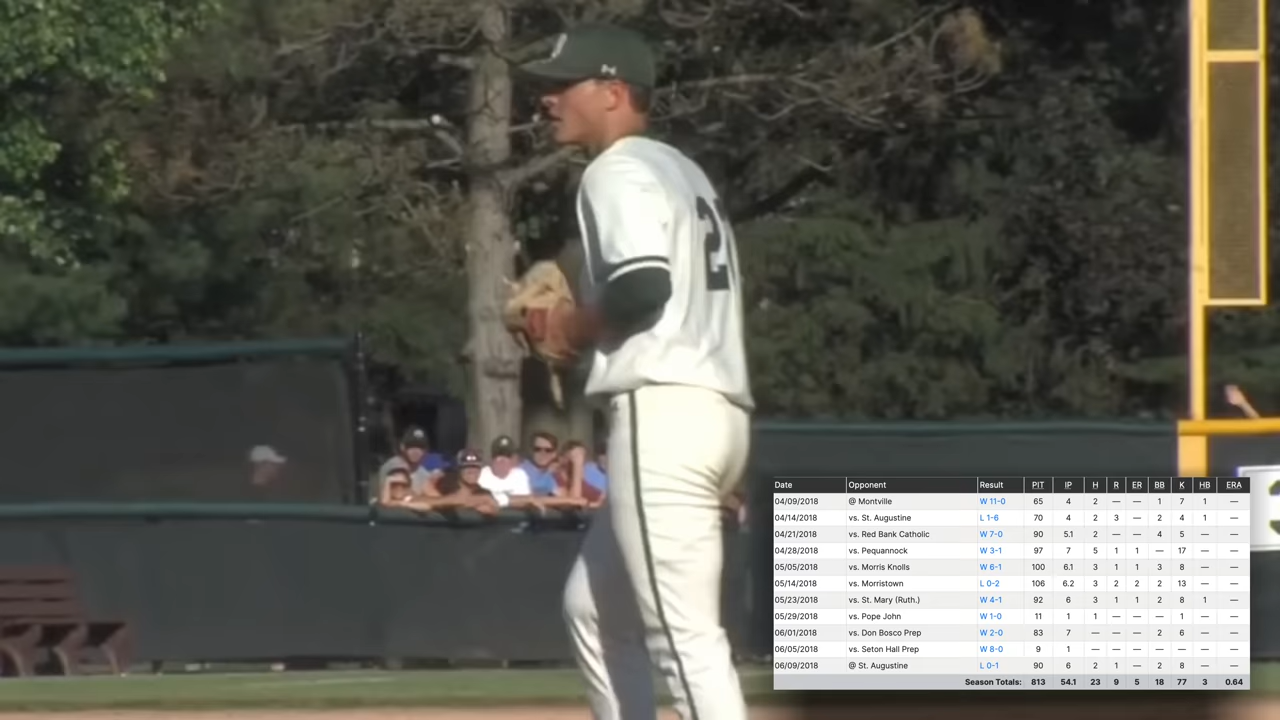 2
Date Opponent Result PIT IP H R ER BB K HB ERA
04/09/2018 @ Montville W 11-0 65 4 2 — — 1 7 1 —
04/14/2018 vs. St. Augustine L 1-6 70 4 2 3 — 2 4 1 —
04/21/2018 vs. Red Bank Catholic W 7-0 90 5.1 2 — — 4 5 — —
04/28/2018 vs. Pequannock W 3-1 97 7 5 1 1 — 17 — —
05/05/2018 vs. Morris Knolls W 6-1 100 6.1 3 1 1 3 8 — —
05/14/2018 vs. Morristown L 0-2 106 6.2 3 2 2 2 13 — —
05/23/2018 vs. St. Mary (Ruth.) W 4-1 92 6 3 1 1 2 8 1 —
05/29/2018 vs. Pope John W 1-0 11 1 1 — — — 1 — —
06/01/2018 vs. Don Bosco Prep W 2-0 83 7 — — — 2 6 — —
06/05/2018 vs. Seton Hall Prep W 8-0 9 1 — — — — — — —
06/09/2018 @ St. Augustine L 0-1 90 6 2 1 — 2 8 — —
Season Totals: 813 54.1 23 9 5 18 77 3 0.64